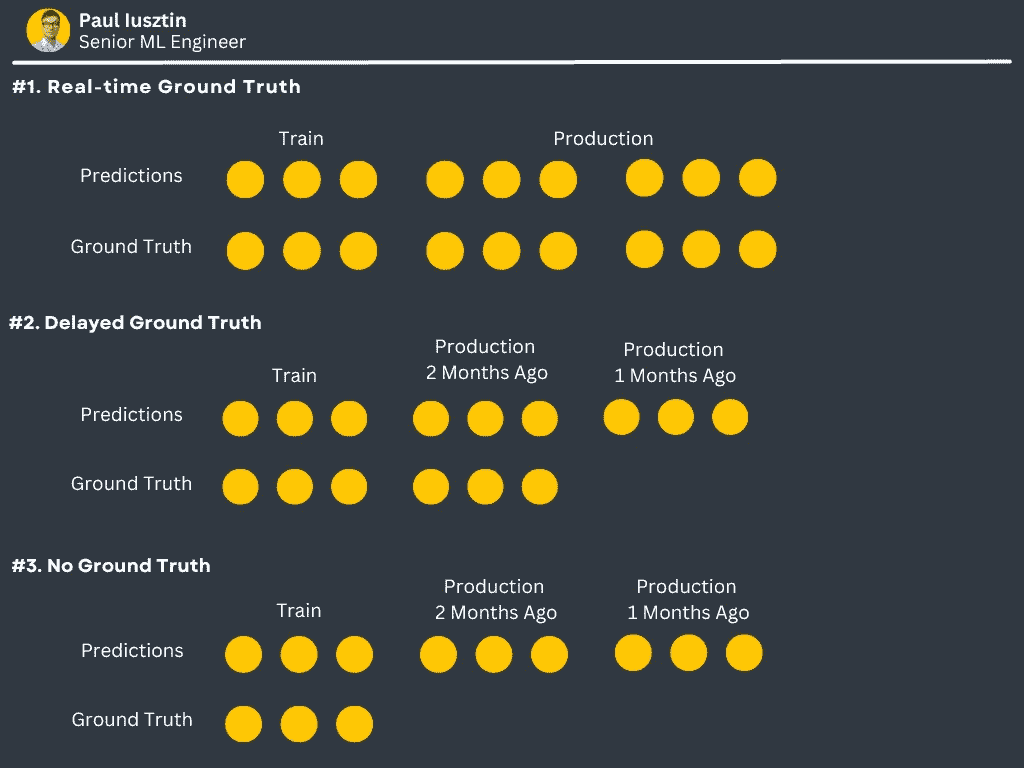 Paul Iusztin
Senior ML Engineer
#1. Real-time Ground Truth
Train
Production
Predictions
Ground Truth
#2. Delayed Ground Truth
Train
Production
2 Months Ago
Production
1 Months Ago
Predictions
Ground Truth
#3. No Ground Truth
Train
Production
2 Months Ago
Production
1 Months Ago
Predictions
Ground Truth